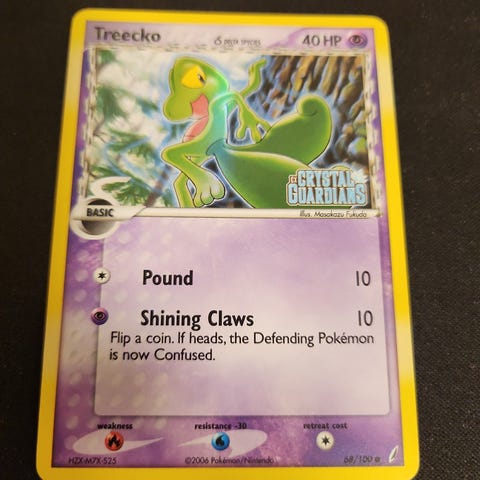 Treecko δ DELTA SPECIES 40 HP
EX CRYSTAL
GUARDIANS
Illus. Masakazu Fukuda
BASIC
Pound 10
Shining Claws 10
Flip a coin. If heads, the Defending Pokémon
is now Confused.
weakness resistance -30 retreat cost
HZX-M7X-S25 ©2006 Pokémon/Nintendo 68/100